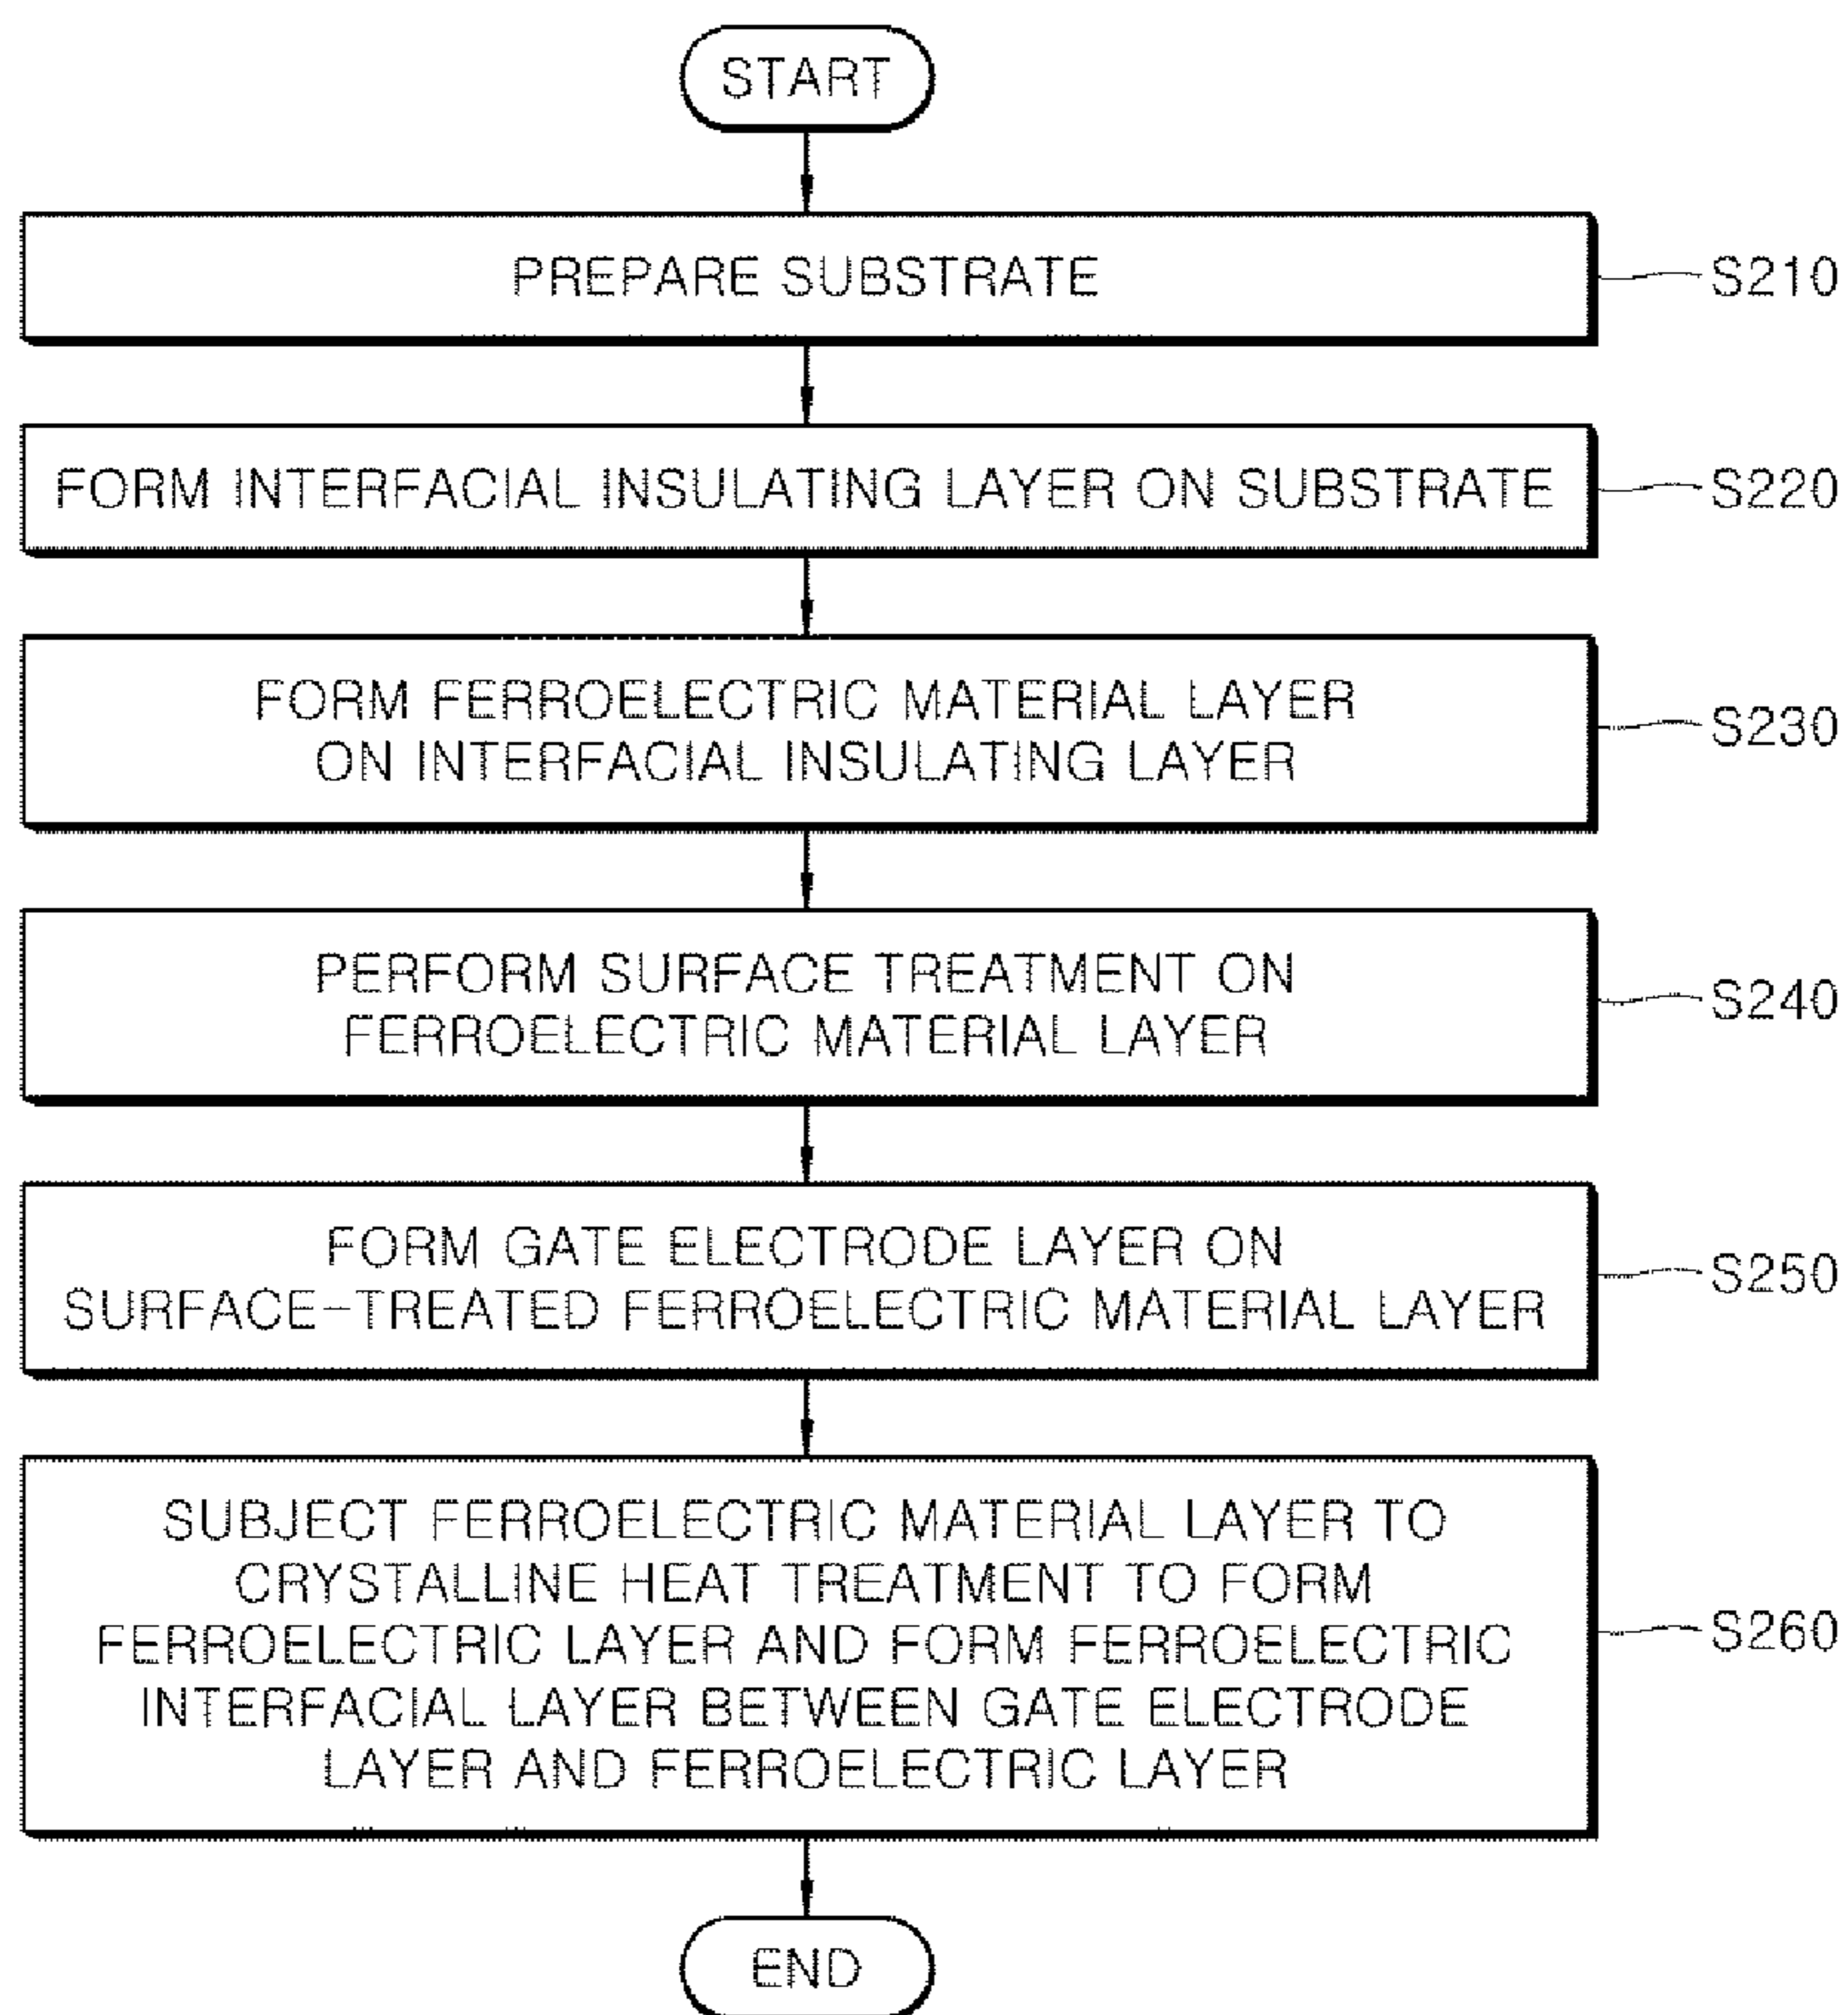 START
PREPARE SUBSTRATE
S210
FORM INTERFACIAL INSULATING LAYER ON SUBSTRATE
S220
FORM FERROELECTRIC MATERIAL LAYER
ON INTERFACIAL INSULATING LAYER
S230
PERFORM SURFACE TREATMENT ON
FERROELECTRIC MATERIAL LAYER
S240
FORM GATE ELECTRODE LAYER ON
SURFACE-TREATED FERROELECTRIC MATERIAL LAYER
S250
SUBJECT FERROELECTRIC MATERIAL LAYER TO
CRYSTALLINE HEAT TREATMENT TO FORM
FERROELECTRIC LAYER AND FORM FERROELECTRIC
INTERFACIAL LAYER BETWEEN GATE ELECTRODE
LAYER AND FERROELECTRIC LAYER
S260
END